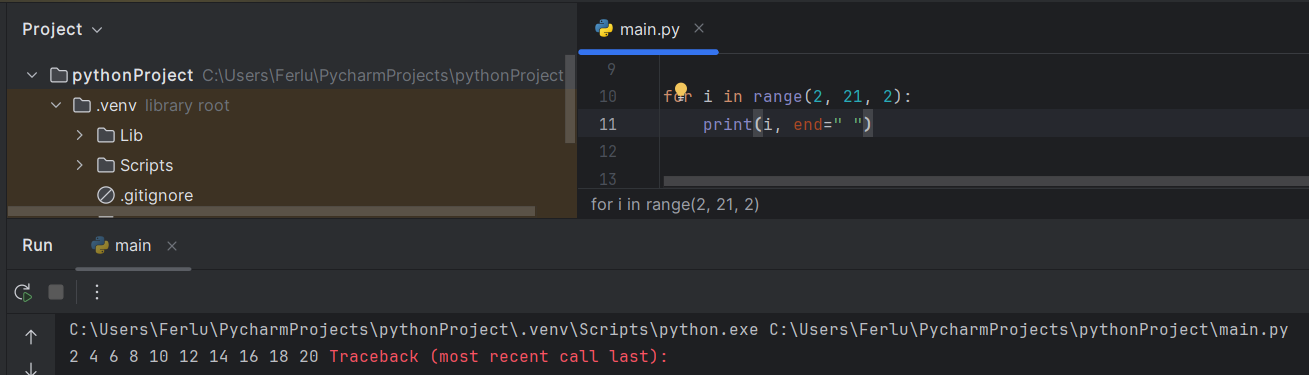 Project
pythonProject C:\Users\Ferlu\PycharmProjects\pythonProject
.venv library root
Lib
Scripts
.gitignore
main.py
9
10 for i in range(2, 21, 2):
11 print(i, end=" ")
12
13
for i in range(2, 21, 2)
Run main
C:\Users\Ferlu\PycharmProjects\pythonProject\.venv\Scripts\python.exe C:\Users\Ferlu\PycharmProjects\pythonProject\main.py
2 4 6 8 10 12 14 16 18 20 Traceback (most recent call last):